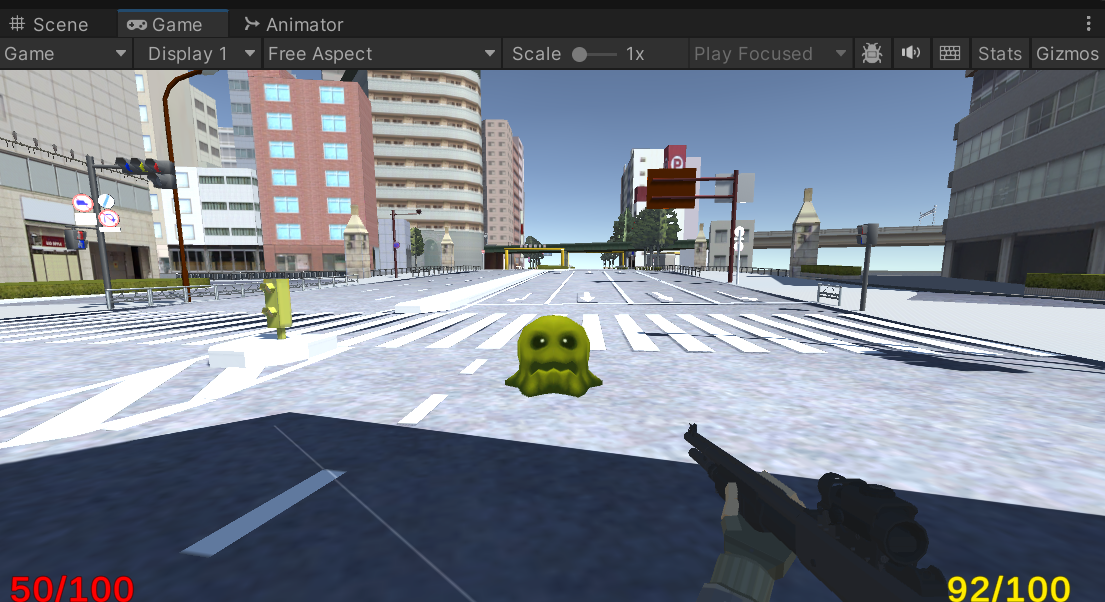 Scene Game Animator
Game Display 1 Free Aspect Scale 1x Play Focused Stats Gizmos
50/100 92/100